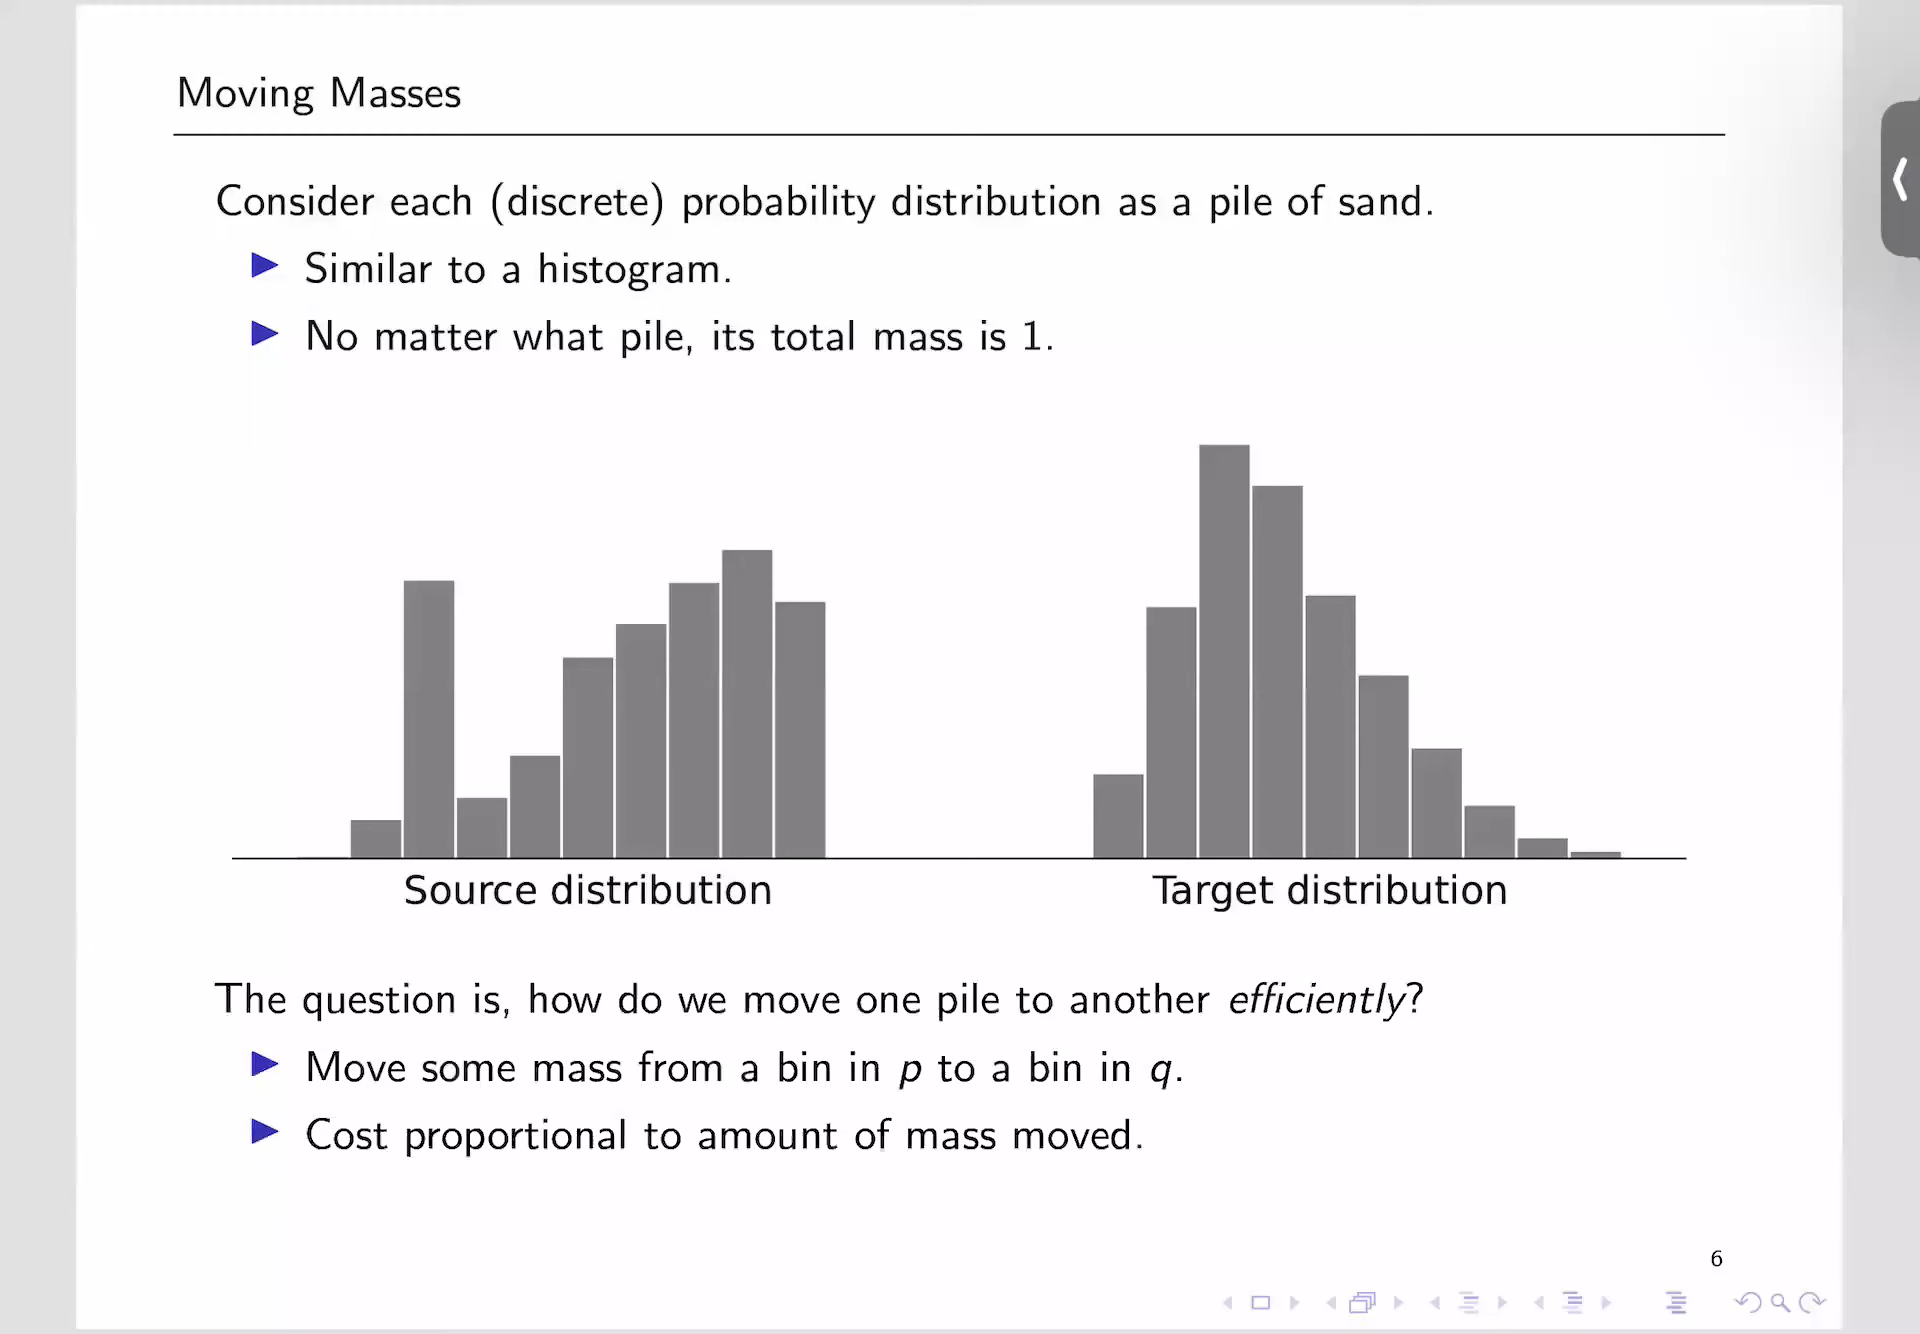 Moving Masses
Consider each (discrete) probability distribution as a pile of sand.
Similar to a histogram.
No matter what pile, its total mass is 1.
Source distribution
Target distribution
The question is, how do we move one pile to another efficiently?
Move some mass from a bin in p to a bin in q.
Cost proportional to amount of mass moved.
6